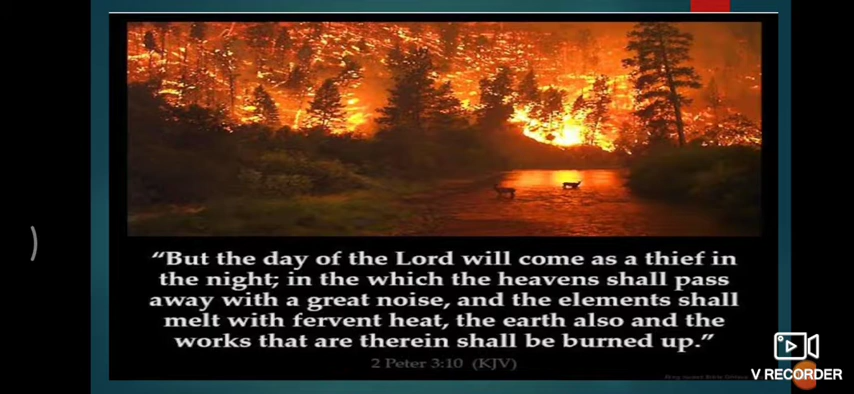 “But the day of the Lord will come as a thief in
the night; in the which the heavens shall pass
away with a great noise, and the elements shall
melt with fervent heat, the earth also and the
works that are therein shall be burned up.”
2 Peter 3:10 (KJV)
V RECORDER